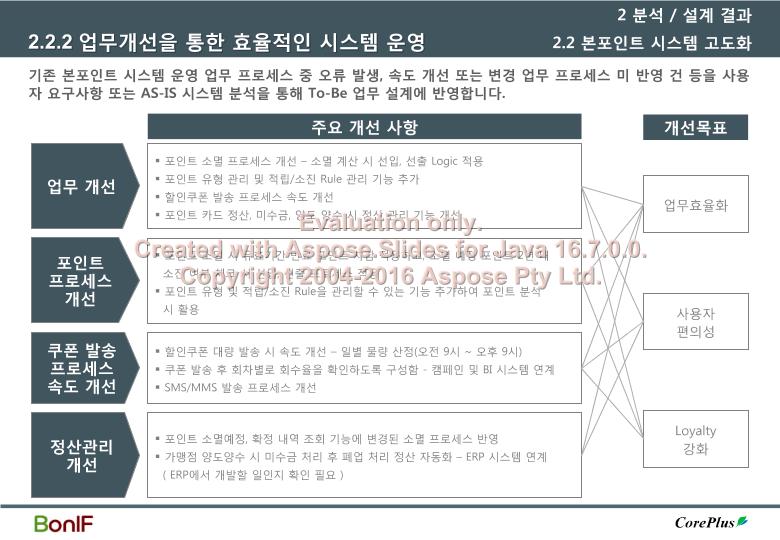 2 분석 / 설계 결과
2.2.2 업무개선을 통한 효율적인 시스템 운영
2.2 본포인트 시스템 고도화
기존 본포인트 시스템 운영 업무 프로세스 중 오류 발생, 속도 개선 또는 변경 업무 프로세스 미 반영 건 등을 사용
자 요구사항 또는 AS-IS 시스템 분석을 통해 To-Be 업무 설계에 반영합니다.
주요 개선 사항
개선목표
업무 개선
▪ 포인트 소멸 프로세스 개선 – 소멸 계산 시 선입, 선출 Logic 적용
▪ 포인트 유형 관리 및 적립/소진 Rule 관리 기능 추가
▪ 할인쿠폰 발송 프로세스 속도 개선
▪ 포인트 카드 정산, 미수금, 양도 양수 시 정산 관리 기능 개선
Evaluation only.
Created with Aspose.Slides for Java 16.7.0.0.
Copyright 2004-2016 Aspose Pty Ltd.
포인트
프로세스
개선
▪ 포인트 유형 및 적립/소진 Rule을 관리할 수 있는 기능 추가하여 포인트 분석
시 활용
쿠폰 발송
프로세스
속도 개선
▪ 할인쿠폰 대량 발송 시 속도 개선 – 일별 물량 산정(오전 9시 ~ 오후 9시)
▪ 쿠폰 발송 후 회차별로 회수율을 확인하도록 구성함 - 캠페인 및 BI 시스템 연계
▪ SMS/MMS 발송 프로세스 개선
정산관리
개선
▪ 포인트 소멸예정, 확정 내역 조회 기능에 변경된 소멸 프로세스 반영
▪ 가맹점 양도양수 시 미수금 처리 후 폐업 처리 정산 자동화 – ERP 시스템 연계
( ERP에서 개발할 일인지 확인 필요 )
업무효율화
사용자
편의성
Loyalty
강화
BonIF
CorePlus